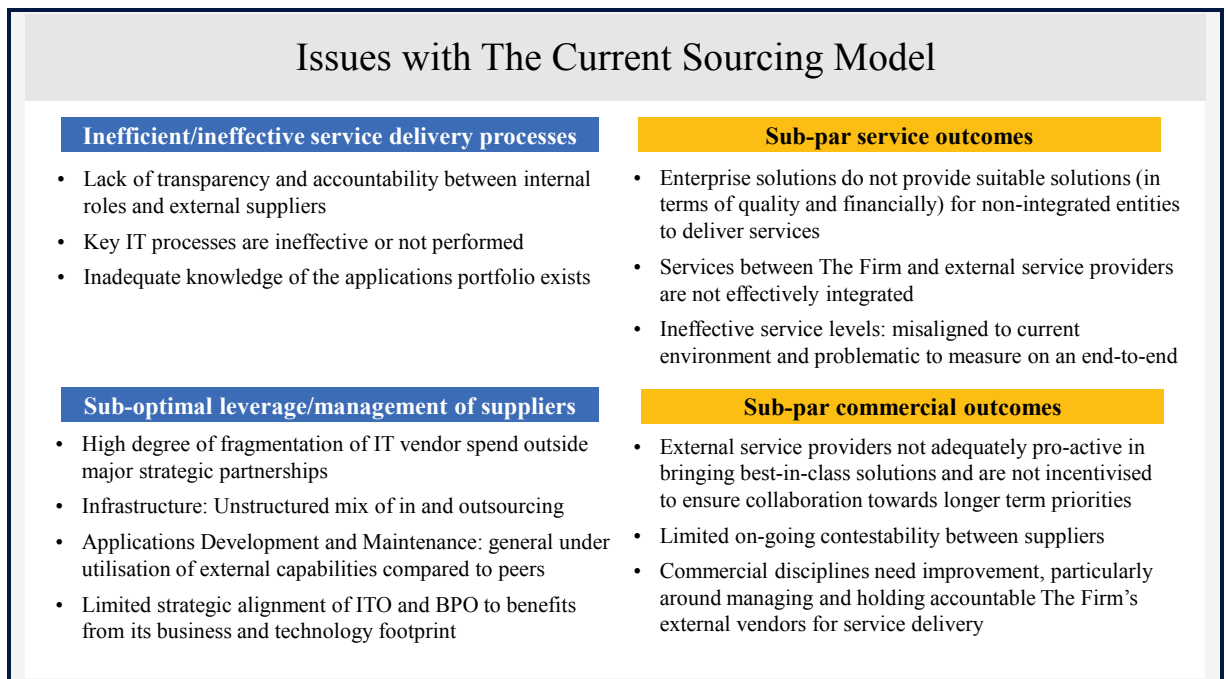 Issues with The Current Sourcing Model
Inefficient/ineffective service delivery processes
• Lack of transparency and accountability between internal
roles and external suppliers
• Key IT processes are ineffective or not performed
• Inadequate knowledge of the applications portfolio exists
Sub-par service outcomes
• Enterprise solutions do not provide suitable solutions (in
terms of quality and financially) for non-integrated entities
to deliver services
• Services between The Firm and external service providers
are not effectively integrated
• Ineffective service levels: misaligned to current
environment and problematic to measure on an end-to-end
Sub-optimal leverage/management of suppliers
• High degree of fragmentation of IT vendor spend outside
major strategic partnerships
• Infrastructure: Unstructured mix of in and outsourcing
• Applications Development and Maintenance: general under
utilisation of external capabilities compared to peers
• Limited strategic alignment of ITO and BPO to benefits
from its business and technology footprint
Sub-par commercial outcomes
• External service providers not adequately pro-active in
bringing best-in-class solutions and are not incentivised
to ensure collaboration towards longer term priorities
• Limited on-going contestability between suppliers
• Commercial disciplines need improvement, particularly
around managing and holding accountable The Firm's
external vendors for service delivery